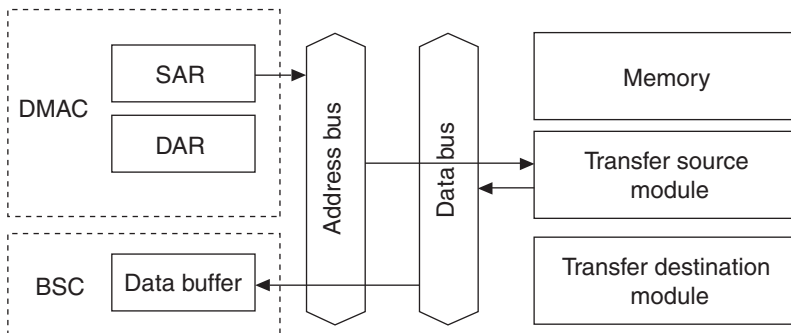 DMAC
SAR
DAR
BSC
Data buffer
Address bus
Data bus
Memory
Transfer source
module
Transfer destination
module